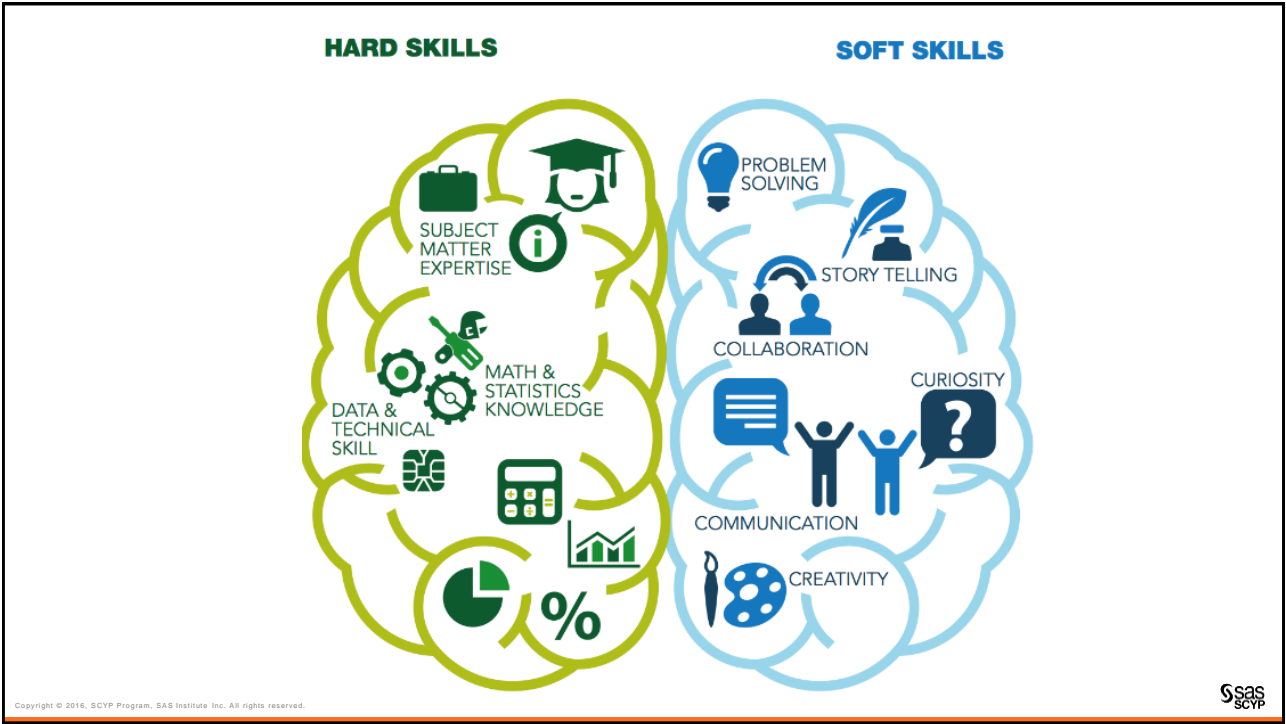 HARD SKILLS
SOFT SKILLS
SUBJECT
MATTER
EXPERTISE
i
MATH &
STATISTICS
KNOWLEDGE
DATA &
TECHNICAL
SKILL
%
PROBLEM
SOLVING
STORY TELLING
COLLABORATION
CURIOSITY
?
COMMUNICATION
CREATIVITY
Copyright © 2016, SCYP Program, SAS Institute Inc. All rights reserved.
sas
SCYP